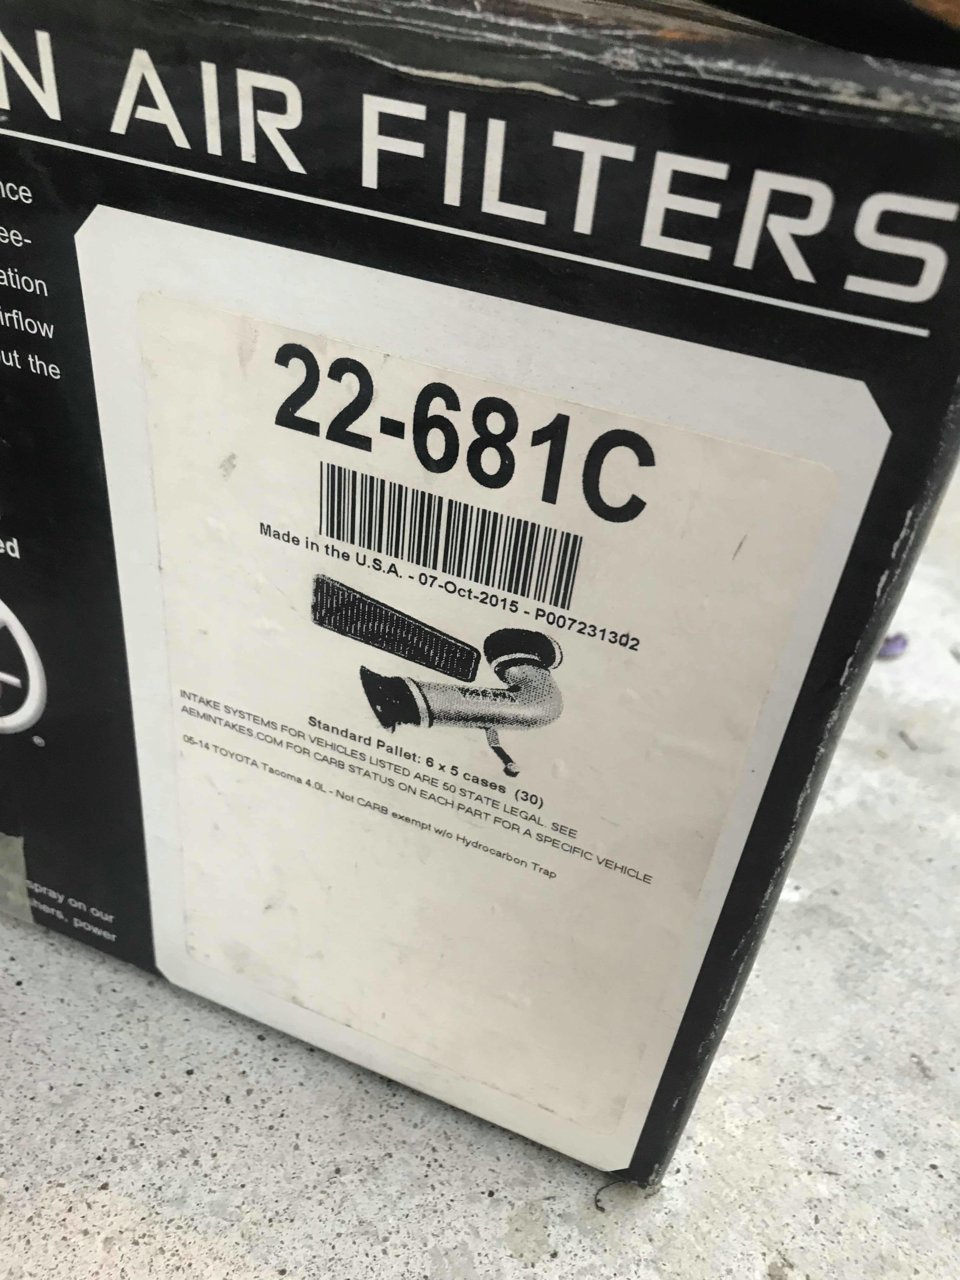 N AIR FILTERS
nce
ee-
ation
irflow
out the
ed
®
22-681C
Made in the U.S.A. - 07-Oct-2015 - P007231302
Standard Pallet: 6 x 5 cases (30)
INTAKE SYSTEMS FOR VEHICLES LISTED ARE 50 STATE LEGAL. SEE
AEMINTAKES.COM FOR CARB STATUS ON EACH PART FOR A SPECIFIC VEHICLE
05-14 TOYOTA Tacoma 4.0L - Not CARB exempt w/o Hydrocarbon Trap
spray on our
hers, power